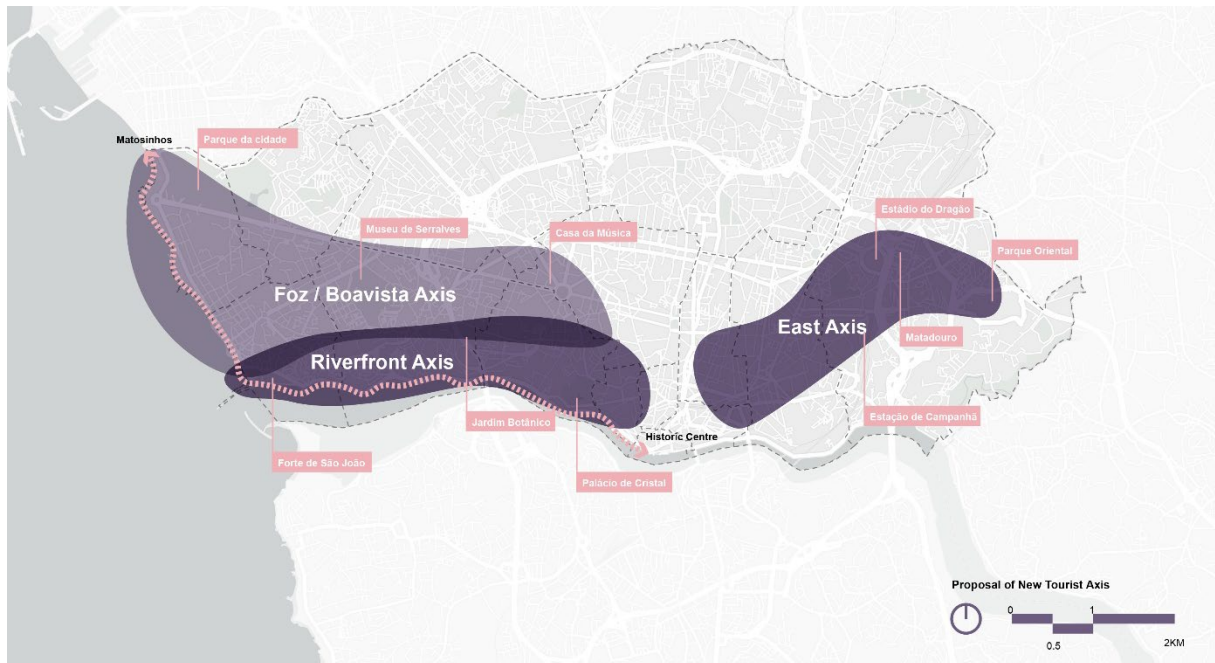 Matosinhos
Parque da cidade
Estádio do Dragão
Museu de Serralves
Casa da Música
Parque Oriental
Foz / Boavista Axis
East Axis
Matadouro
Riverfront Axis
Estação de Campanhã
Jardim Botânico
Historic Centre
Forte de São João
Palácio de Cristal
Proposal of New Tourist Axis
0
1
0.5
2KM